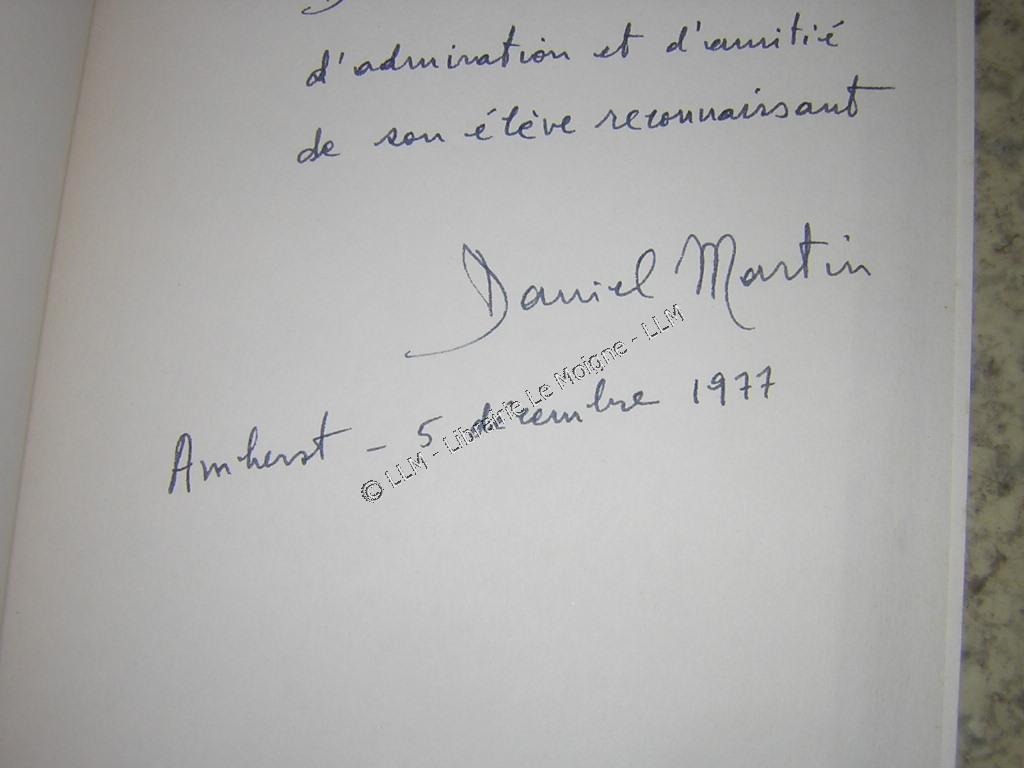 d'admiration et d'amitié
de son élève reconnaissant
Daniel Martin
Amherst - 5 décembre 1977
© LLM - Librairie Le Moigne - LLM